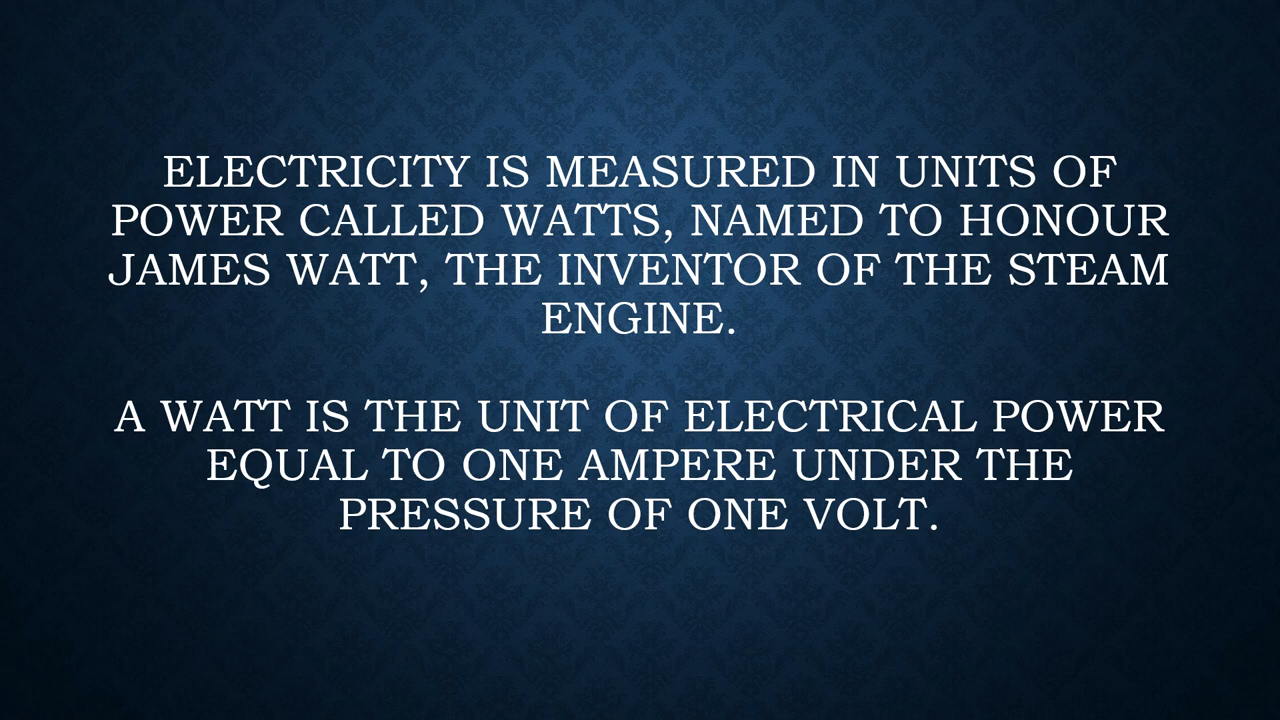 ELECTRICITY IS MEASURED IN UNITS OF
POWER CALLED WATTS, NAMED TO HONOUR
JAMES WATT, THE INVENTOR OF THE STEAM
ENGINE.
A WATT IS THE UNIT OF ELECTRICAL POWER
EQUAL TO ONE AMPERE UNDER THE
PRESSURE OF ONE VOLT.